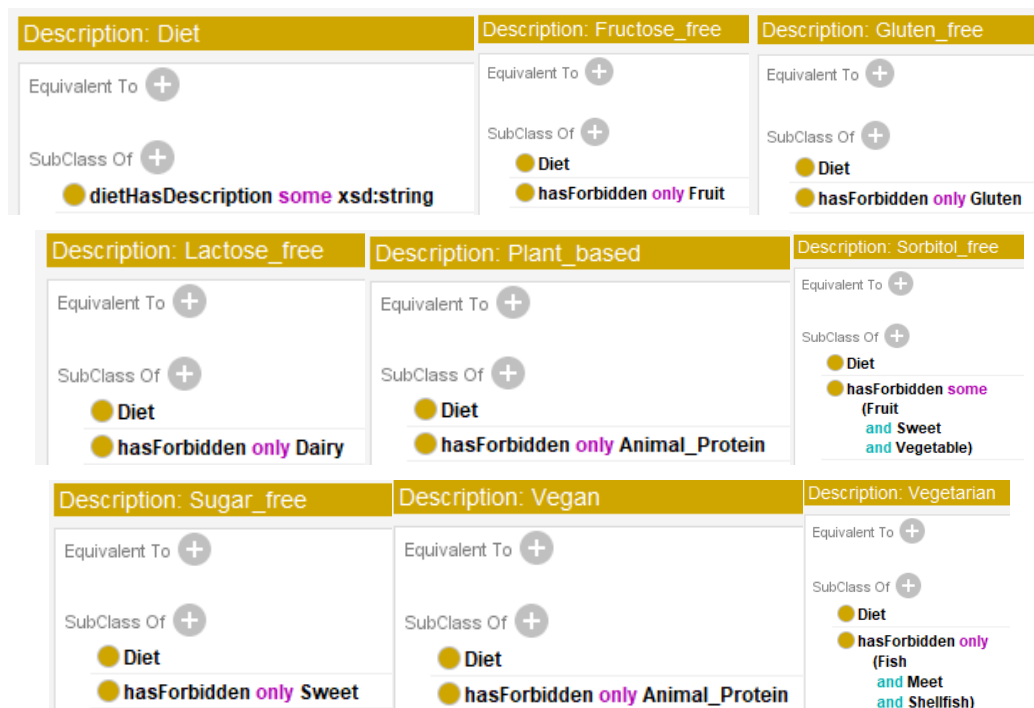 Description: Diet
Equivalent To
SubClass Of
dietHasDescription some xsd:string
Description: Fructose_free
Equivalent To
SubClass Of
Diet
hasForbidden only Fruit
Description: Gluten_free
Equivalent To
SubClass Of
Diet
hasForbidden only Gluten
Description: Lactose_free
Equivalent To
SubClass Of
Diet
hasForbidden only Dairy
Description: Plant_based
Equivalent To
SubClass Of
Diet
hasForbidden only Animal_Protein
Description: Sorbitol_free
Equivalent To
SubClass Of
Diet
hasForbidden some
(Fruit
and Sweet
and Vegetable)
Description: Sugar_free
Equivalent To
SubClass Of
Diet
hasForbidden only Sweet
Description: Vegan
Equivalent To
SubClass Of
Diet
hasForbidden only Animal_Protein
Description: Vegetarian
Equivalent To
SubClass Of
Diet
hasForbidden only
(Fish
and Meet
and Shellfish)